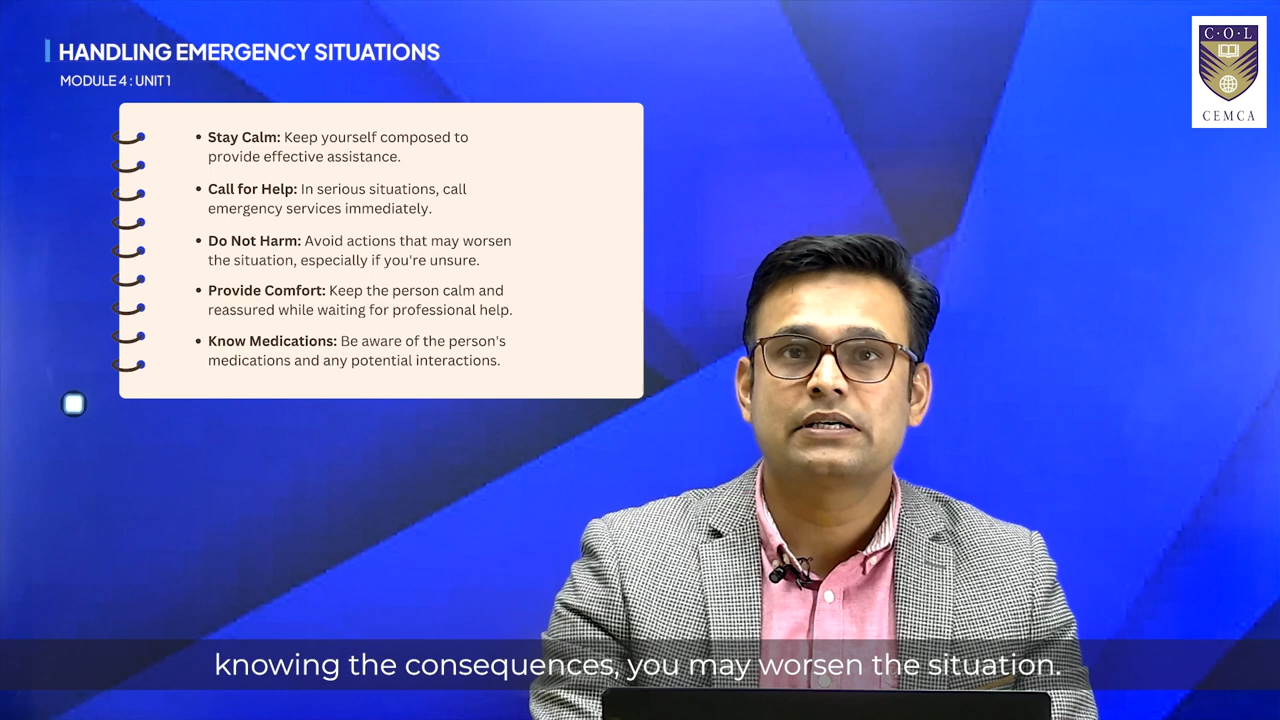 HANDLING EMERGENCY SITUATIONS
MODULE 4 : UNIT 1
C·O·L
CEMCA
• Stay Calm: Keep yourself composed to
provide effective assistance.
• Call for Help: In serious situations, call
emergency services immediately.
• Do Not Harm: Avoid actions that may worsen
the situation, especially if you're unsure.
• Provide Comfort: Keep the person calm and
reassured while waiting for professional help.
• Know Medications: Be aware of the person's
medications and any potential interactions.
knowing the consequences, you may worsen the situation.